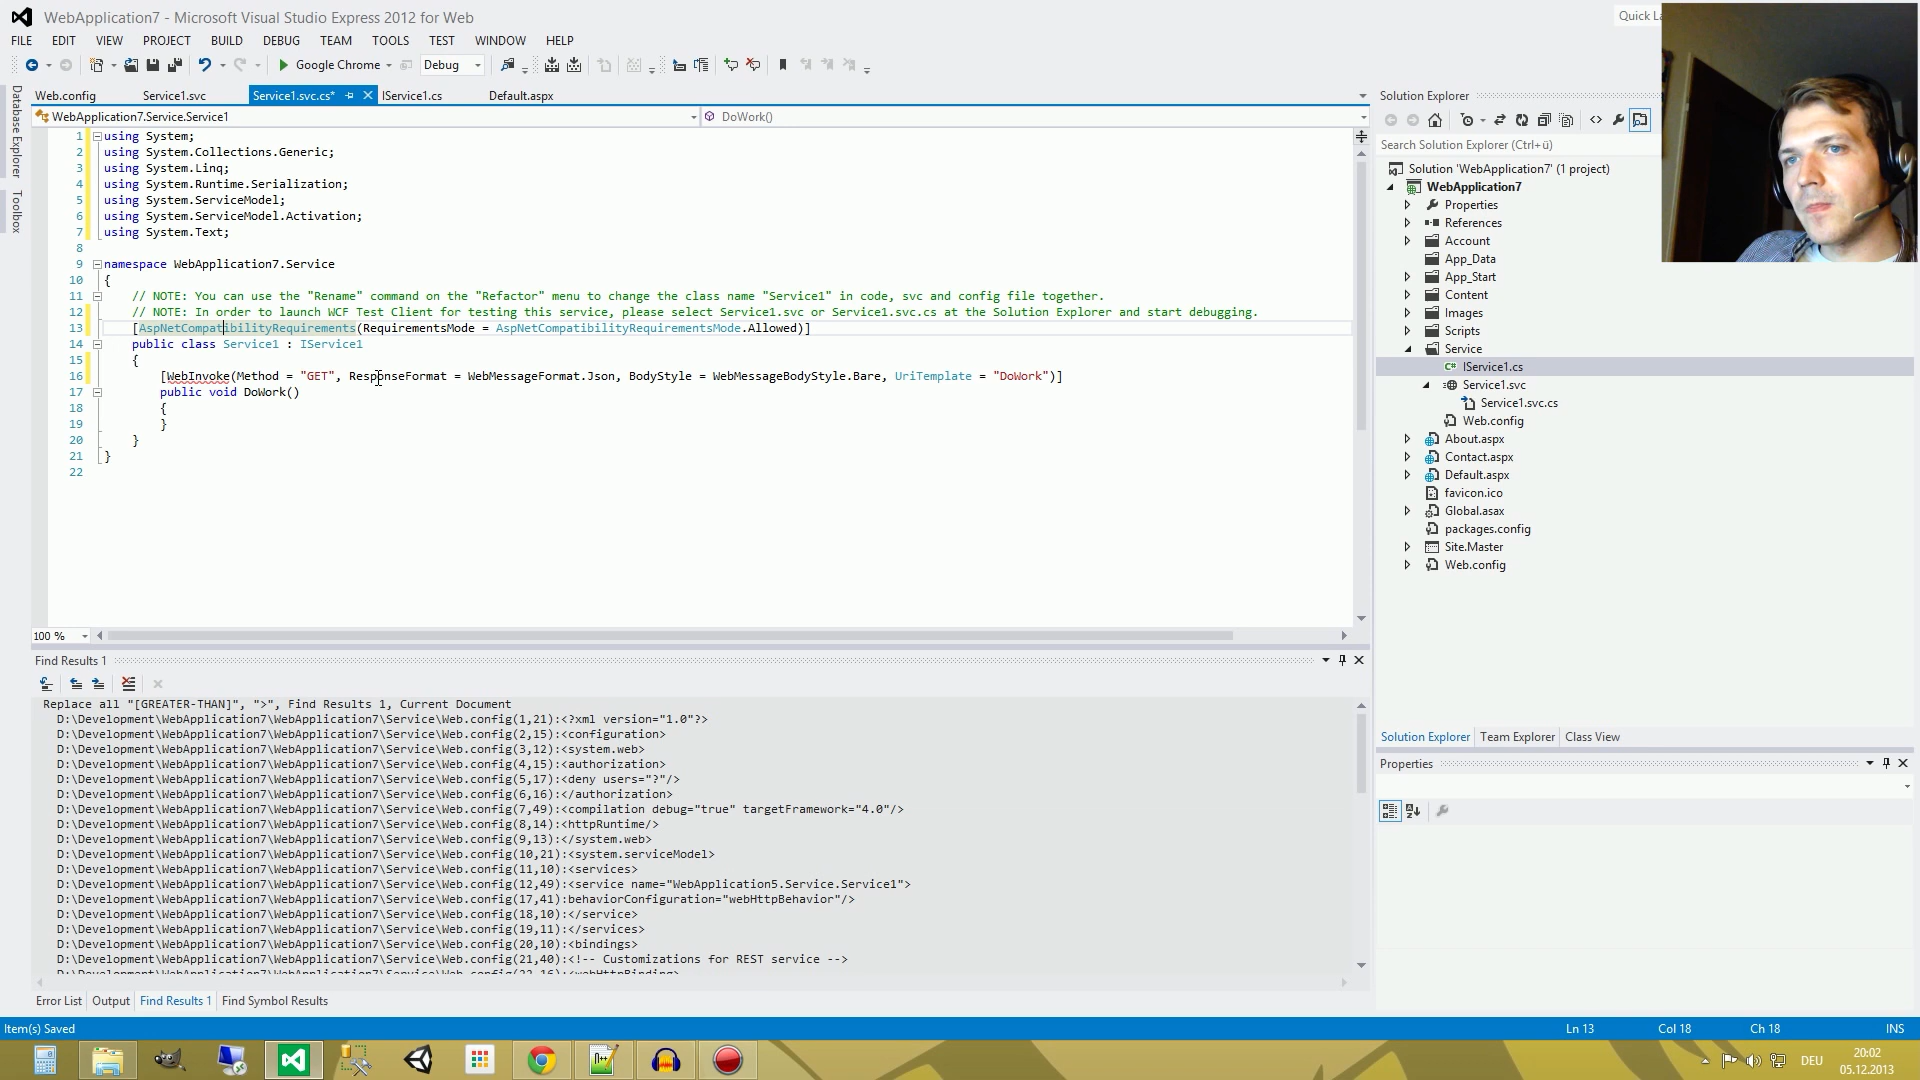 WebApplication7 - Microsoft Visual Studio Express 2012 for Web
FILE EDIT VIEW PROJECT BUILD DEBUG TEAM TOOLS TEST WINDOW HELP
Google Chrome Debug
Database Explorer
Toolbox
Web.config Service1.svc Service1.svc.cs* IService1.cs Default.aspx
WebApplication7.Service.Service1 DoWork()
1 using System;
2 using System.Collections.Generic;
3 using System.Linq;
4 using System.Runtime.Serialization;
5 using System.ServiceModel;
6 using System.ServiceModel.Activation;
7 using System.Text;
8
9 namespace WebApplication7.Service
10 {
11 // NOTE: You can use the "Rename" command on the "Refactor" menu to change the class name "Service1" in code, svc and config file together.
12 // NOTE: In order to launch WCF Test Client for testing this service, please select Service1.svc or Service1.svc.cs at the Solution Explorer and start debugging.
13 [AspNetCompatibilityRequirements(RequirementsMode = AspNetCompatibilityRequirementsMode.Allowed)]
14 public class Service1 : IService1
15 {
16 [WebInvoke(Method = "GET", ResponseFormat = WebMessageFormat.Json, BodyStyle = WebMessageBodyStyle.Bare, UriTemplate = "DoWork")]
17 public void DoWork()
18 {
19 }
20 }
21 }
22
100 %
Find Results 1
Replace all "[GREATER-THAN]", ">", Find Results 1, Current Document
D:\Development\WebApplication7\WebApplication7\Service\Web.config(1,21):<?xml version="1.0"?>
D:\Development\WebApplication7\WebApplication7\Service\Web.config(2,15):<configuration>
D:\Development\WebApplication7\WebApplication7\Service\Web.config(3,12):<system.web>
D:\Development\WebApplication7\WebApplication7\Service\Web.config(4,15):<authorization>
D:\Development\WebApplication7\WebApplication7\Service\Web.config(5,17):<deny users="?"/>
D:\Development\WebApplication7\WebApplication7\Service\Web.config(6,16):</authorization>
D:\Development\WebApplication7\WebApplication7\Service\Web.config(7,49):<compilation debug="true" targetFramework="4.0"/>
D:\Development\WebApplication7\WebApplication7\Service\Web.config(8,14):<httpRuntime/>
D:\Development\WebApplication7\WebApplication7\Service\Web.config(9,13):</system.web>
D:\Development\WebApplication7\WebApplication7\Service\Web.config(10,21):<system.serviceModel>
D:\Development\WebApplication7\WebApplication7\Service\Web.config(11,10):<services>
D:\Development\WebApplication7\WebApplication7\Service\Web.config(12,49):<service name="WebApplication5.Service.Service1">
D:\Development\WebApplication7\WebApplication7\Service\Web.config(17,41):behaviorConfiguration="webHttpBehavior"/>
D:\Development\WebApplication7\WebApplication7\Service\Web.config(18,10):</service>
D:\Development\WebApplication7\WebApplication7\Service\Web.config(19,11):</services>
D:\Development\WebApplication7\WebApplication7\Service\Web.config(20,10):<bindings>
D:\Development\WebApplication7\WebApplication7\Service\Web.config(21,40):<!-- Customizations for REST service -->
Error List Output Find Results 1 Find Symbol Results
Quick
Solution Explorer
Search Solution Explorer (Ctrl+ü)
Solution 'WebApplication7' (1 project)
WebApplication7
Properties
References
Account
App_Data
App_Start
Content
Images
Scripts
Service
IService1.cs
Service1.svc
Service1.svc.cs
Web.config
About.aspx
Contact.aspx
Default.aspx
favicon.ico
Global.asax
packages.config
Site.Master
Web.config
Solution Explorer Team Explorer Class View
Properties
Item(s) Saved Ln 13 Col 18 Ch 18 INS
DEU
20:02
05.12.2013